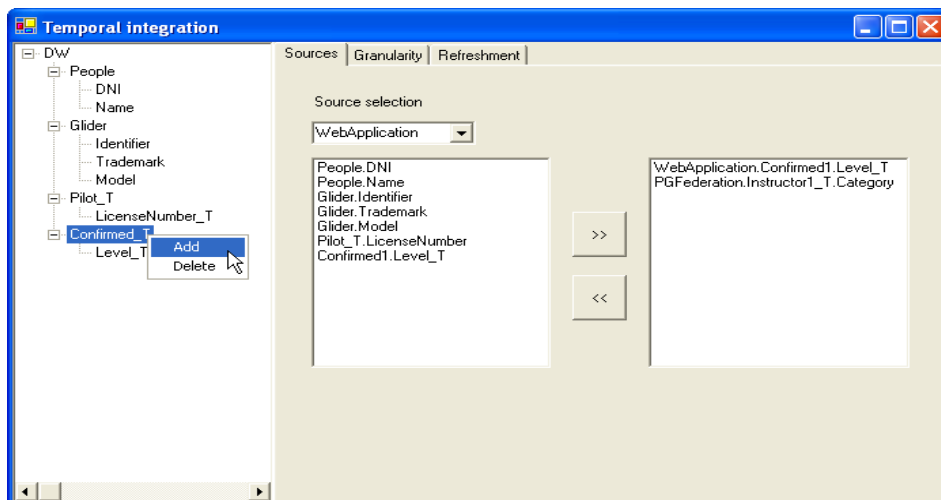 Temporal integration
DW
People
DNI
Name
Glider
Identifier
Trademark
Model
Pilot_T
LicenseNumber_T
Confirmed_T
Level_T
Add
Delete
Sources
Granularity
Refreshment
Source selection
WebApplication
People.DNI
People.Name
Glider.Identifier
Glider.Trademark
Glider.Model
Pilot_T.LicenseNumber
Confirmed1.Level_T
>>
<<
WebApplication.Confirmed1.Level_T
PGFederation.Instructor1_T.Category